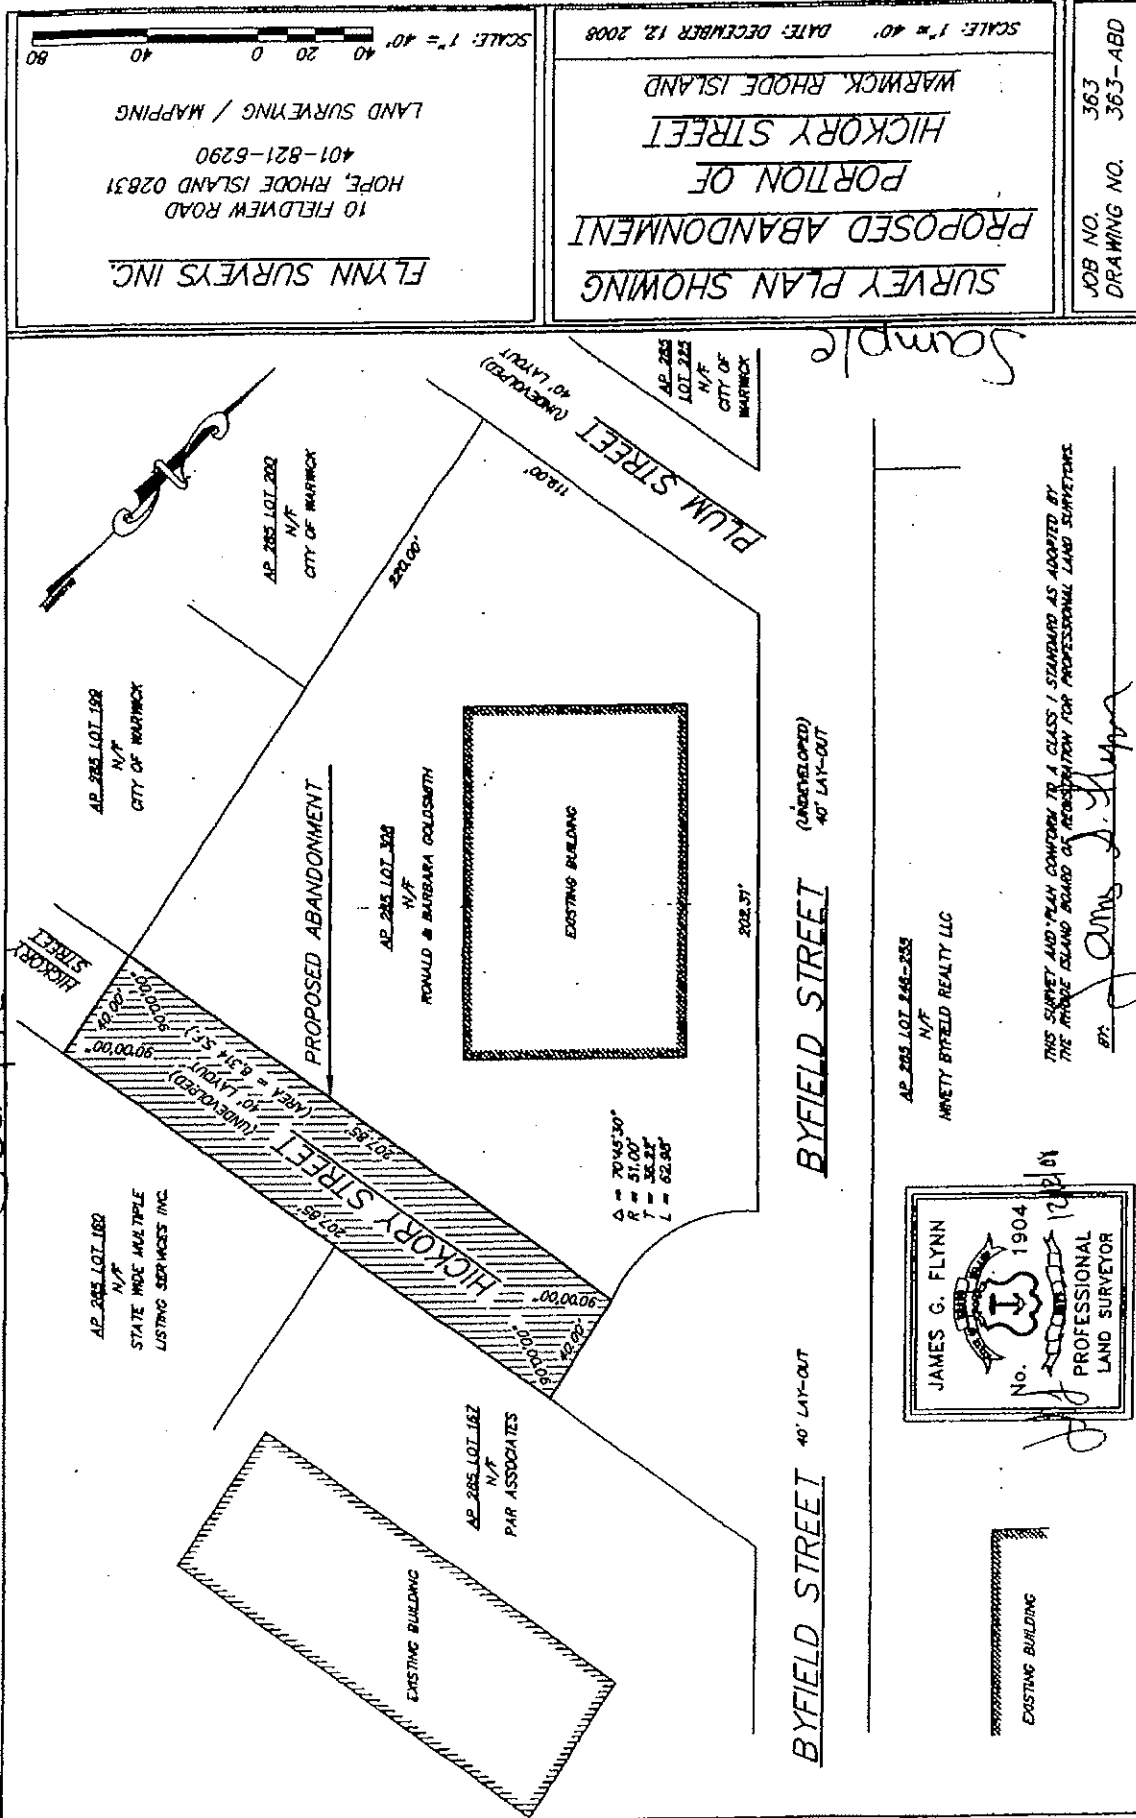 FLYNN SURVEYS INC.
10 FIELDVIEW ROAD
HOPE, RHODE ISLAND 02831
401-821-6290
LAND SURVEYING / MAPPING
SCALE: 1"= 40'
40 20 0 40 80
SURVEY PLAN SHOWING
PROPOSED ABANDONMENT
PORTION OF
HICKORY STREET
WARWICK, RHODE ISLAND
SCALE: 1"= 40' DATE: DECEMBER 12, 2008
JOB NO. 363
DRAWING NO. 363-ABD
Sample
AP 285 LOT 200
N/F
CITY OF WARWICK
AP 285 LOT 199
N/F
CITY OF WARWICK
AP 285 LOT 225
N/F
CITY OF
WARWICK
PLUM STREET
(UNDEVOLPED)
40' LAYOUT
119.00'
220.00'
HICKORY
STREET
PROPOSED ABANDONMENT
AP 285 LOT 308
N/F
RONALD & BARBARA GOLDSMITH
EXISTING BUILDING
202.37'
40.00'
90°00'00"
90°00'00"
(UNDEVOLPED)
40' LAYOUT
(AREA = 8,314 S.F.)
207.85'
HICKORY STREET
207.85'
90°00'00"
90°00'00"
40.00'
Δ = 70°45'30"
R = 51.00'
T = 36.22'
L = 62.98'
AP 285 LOT 180
N/F
STATE WIDE MULTIPLE
LISTING SERVICES INC.
AP 285 LOT 167
N/F
PAR ASSOCIATES
EXISTING BUILDING
BYFIELD STREET 40' LAY-OUT
BYFIELD STREET
(UNDEVELOPED)
40' LAY-OUT
AP 285 LOT 248-255
N/F
NINETY BYFIELD REALTY LLC
EXISTING BUILDING
THIS SURVEY AND PLAN CONFORM TO A CLASS I STANDARD AS ADOPTED BY
THE RHODE ISLAND BOARD OF REGISTRATION FOR PROFESSIONAL LAND SURVEYORS.
BY: James G. Flynn
JAMES G. FLYNN
No. 1904
PROFESSIONAL
LAND SURVEYOR